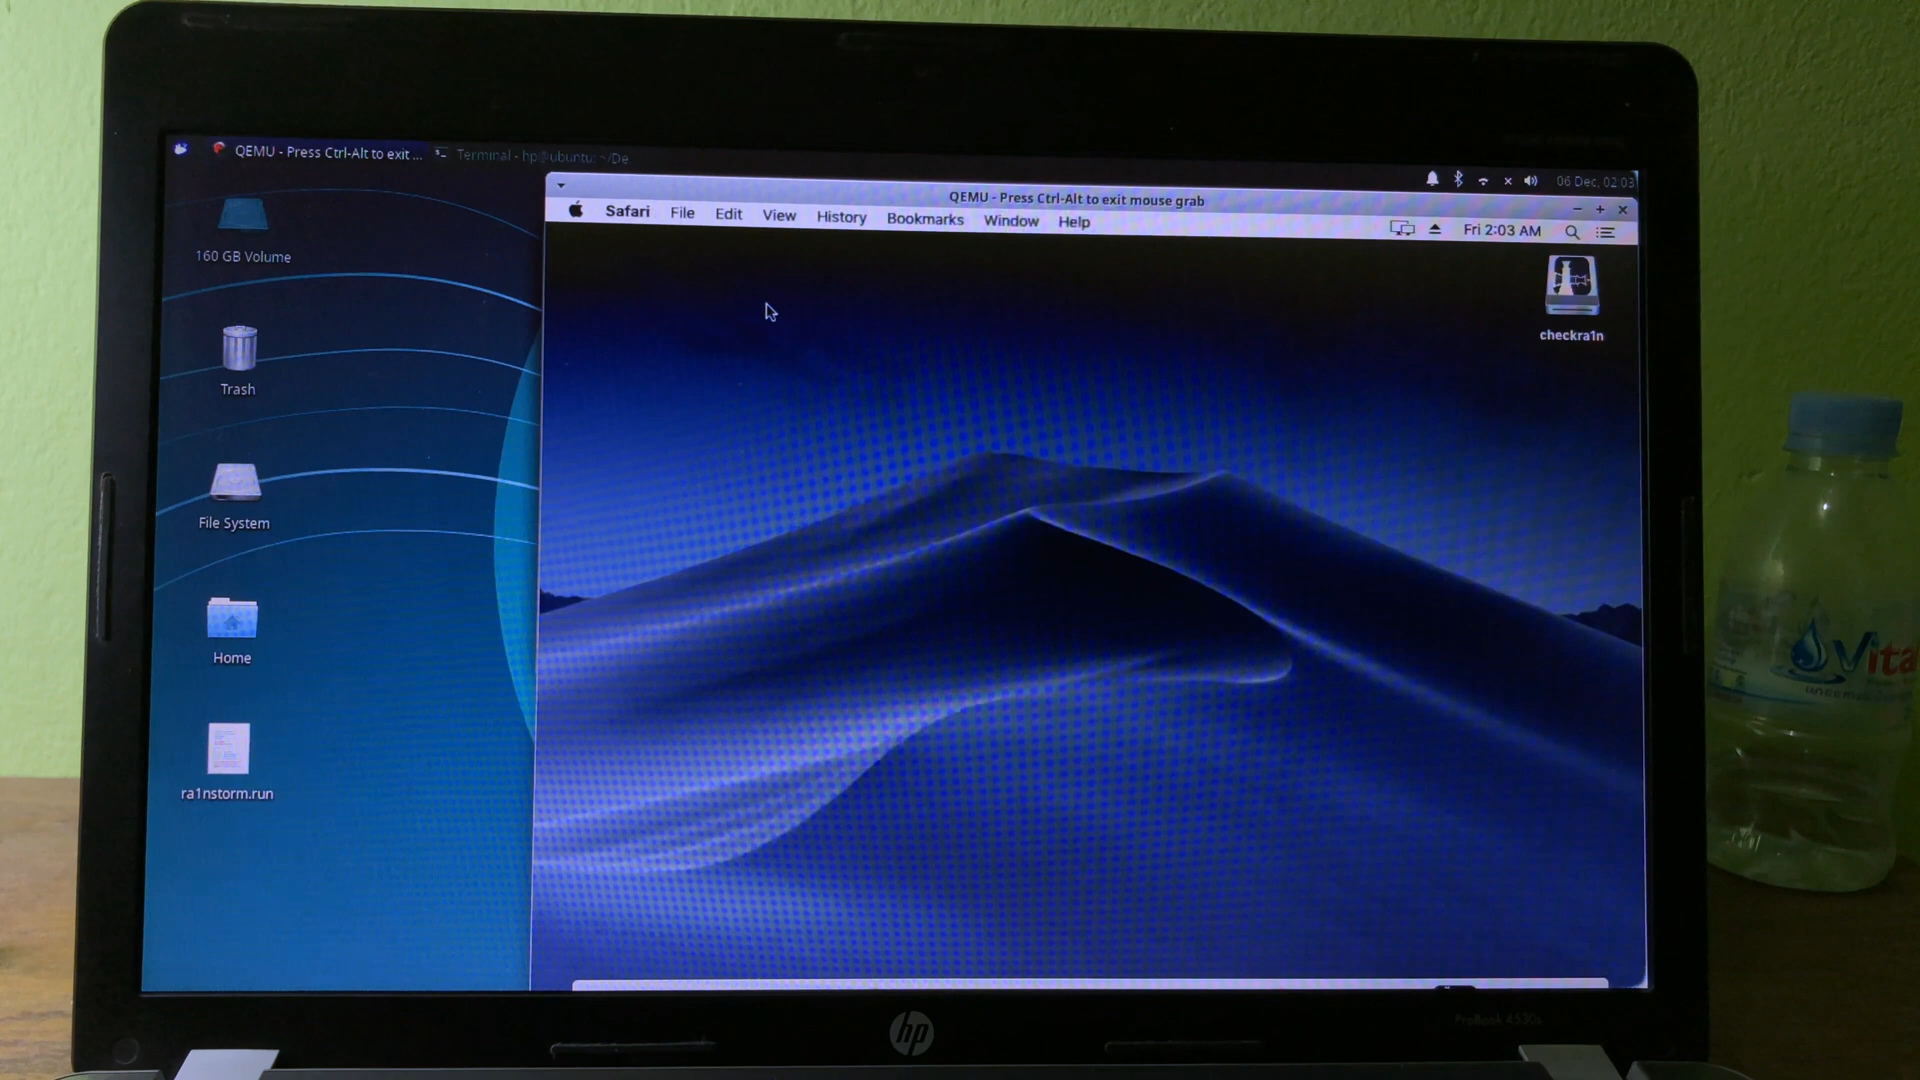 QEMU - Press Ctrl-Alt to exit ...
Terminal - hp@ubuntu: ~/De
06 Dec, 02:03
QEMU - Press Ctrl-Alt to exit mouse grab
Safari File Edit View History Bookmarks Window Help
Fri 2:03 AM
160 GB Volume
checkra1n
Trash
File System
Home
ra1nstorm.run
Vita
hp
ProBook 4530s